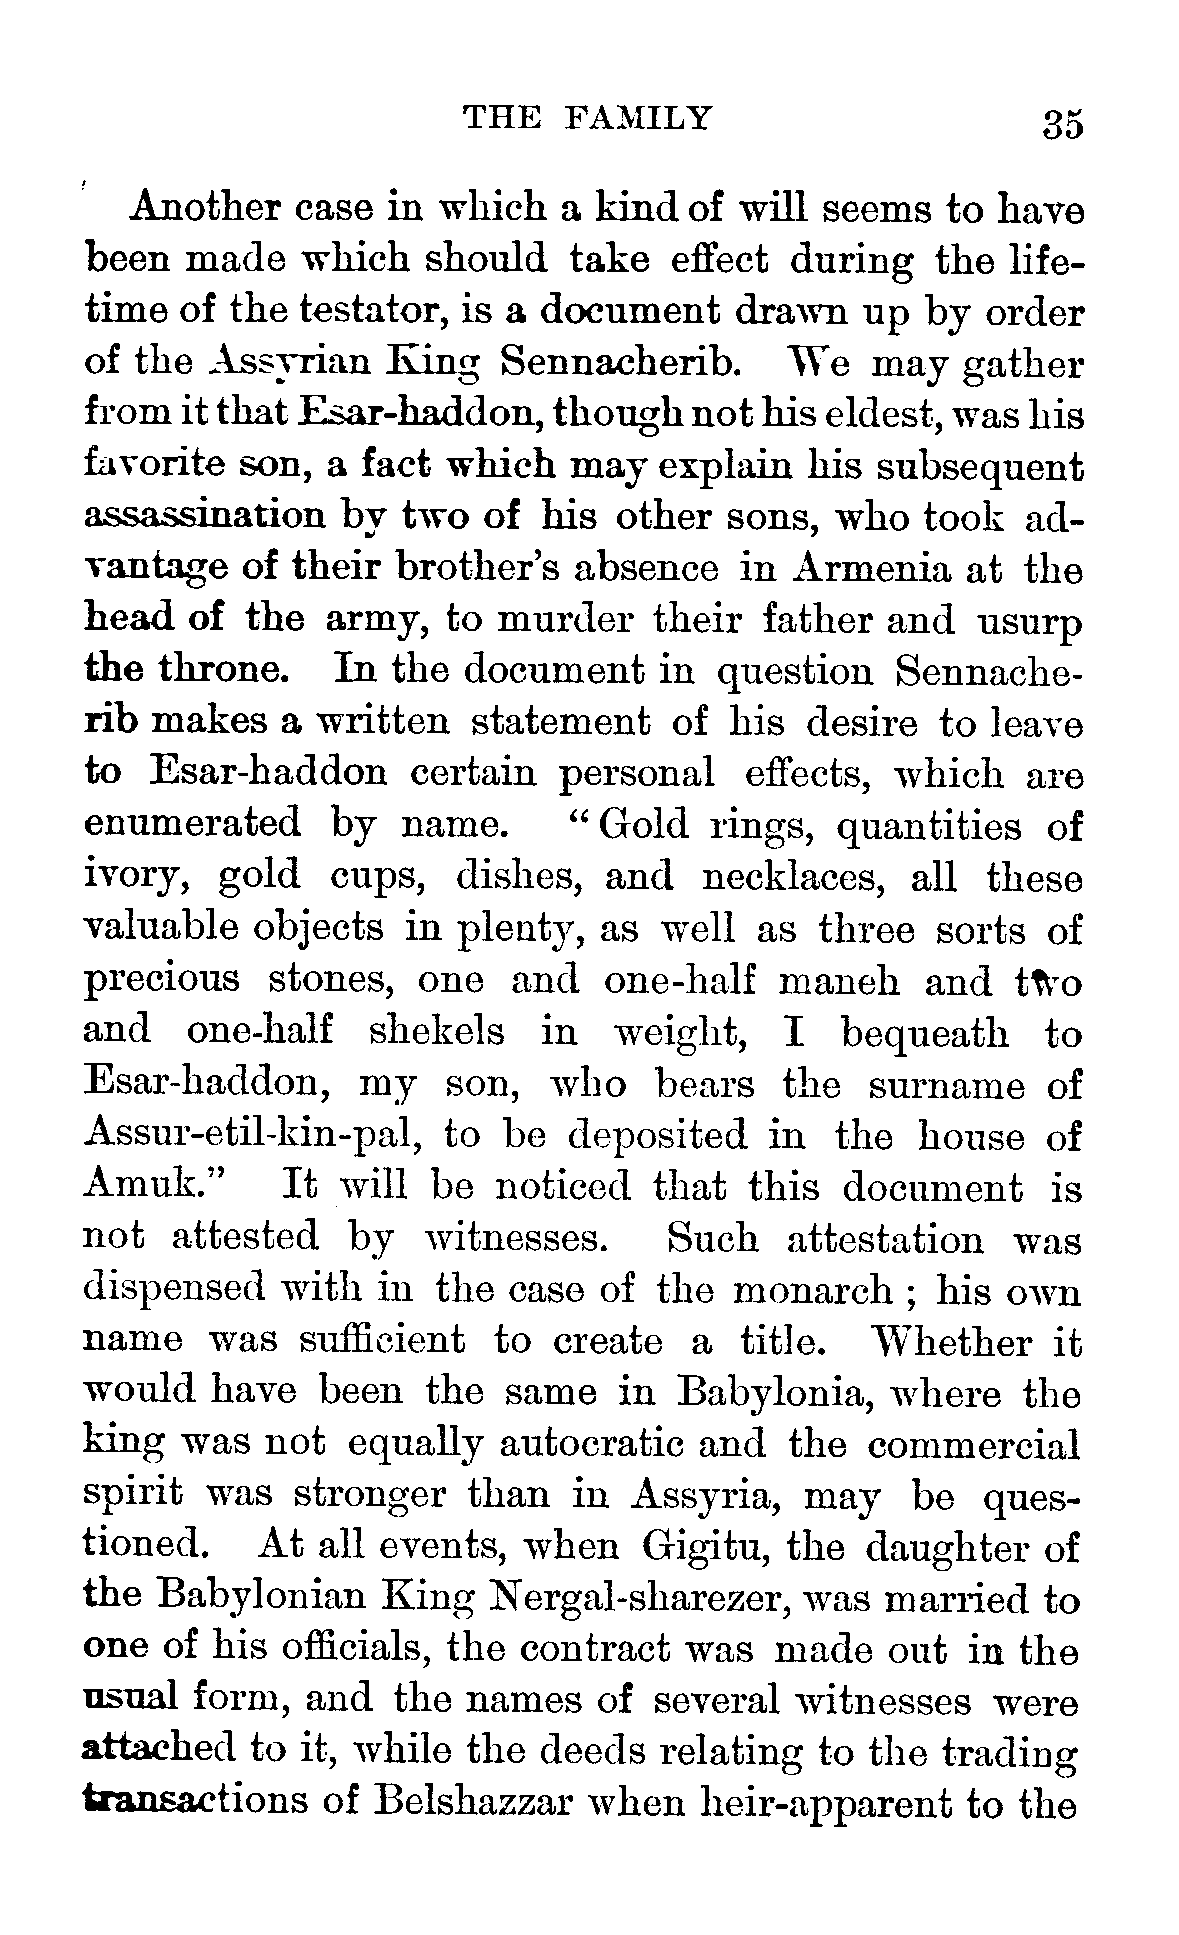 THE FAMILY 35
Another case in which a kind of will seems to have
been made which should take effect during the life-
time of the testator, is a document drawn up by order
of the Assyrian King Sennacherib. We may gather
from it that Esar-haddon, though not his eldest, was his
favorite son, a fact which may explain his subsequent
assassination by two of his other sons, who took ad-
vantage of their brother's absence in Armenia at the
head of the army, to murder their father and usurp
the throne. In the document in question Sennache-
rib makes a written statement of his desire to leave
to Esar-haddon certain personal effects, which are
enumerated by name. “Gold rings, quantities of
ivory, gold cups, dishes, and necklaces, all these
valuable objects in plenty, as well as three sorts of
precious stones, one and one-half maneh and two
and one-half shekels in weight, I bequeath to
Esar-haddon, my son, who bears the surname of
Assur-etil-kin-pal, to be deposited in the house of
Amuk.” It will be noticed that this document is
not attested by witnesses. Such attestation was
dispensed with in the case of the monarch ; his own
name was sufficient to create a title. Whether it
would have been the same in Babylonia, where the
king was not equally autocratic and the commercial
spirit was stronger than in Assyria, may be ques-
tioned. At all events, when Gigitu, the daughter of
the Babylonian King Nergal-sharezer, was married to
one of his officials, the contract was made out in the
usual form, and the names of several witnesses were
attached to it, while the deeds relating to the trading
transactions of Belshazzar when heir-apparent to the